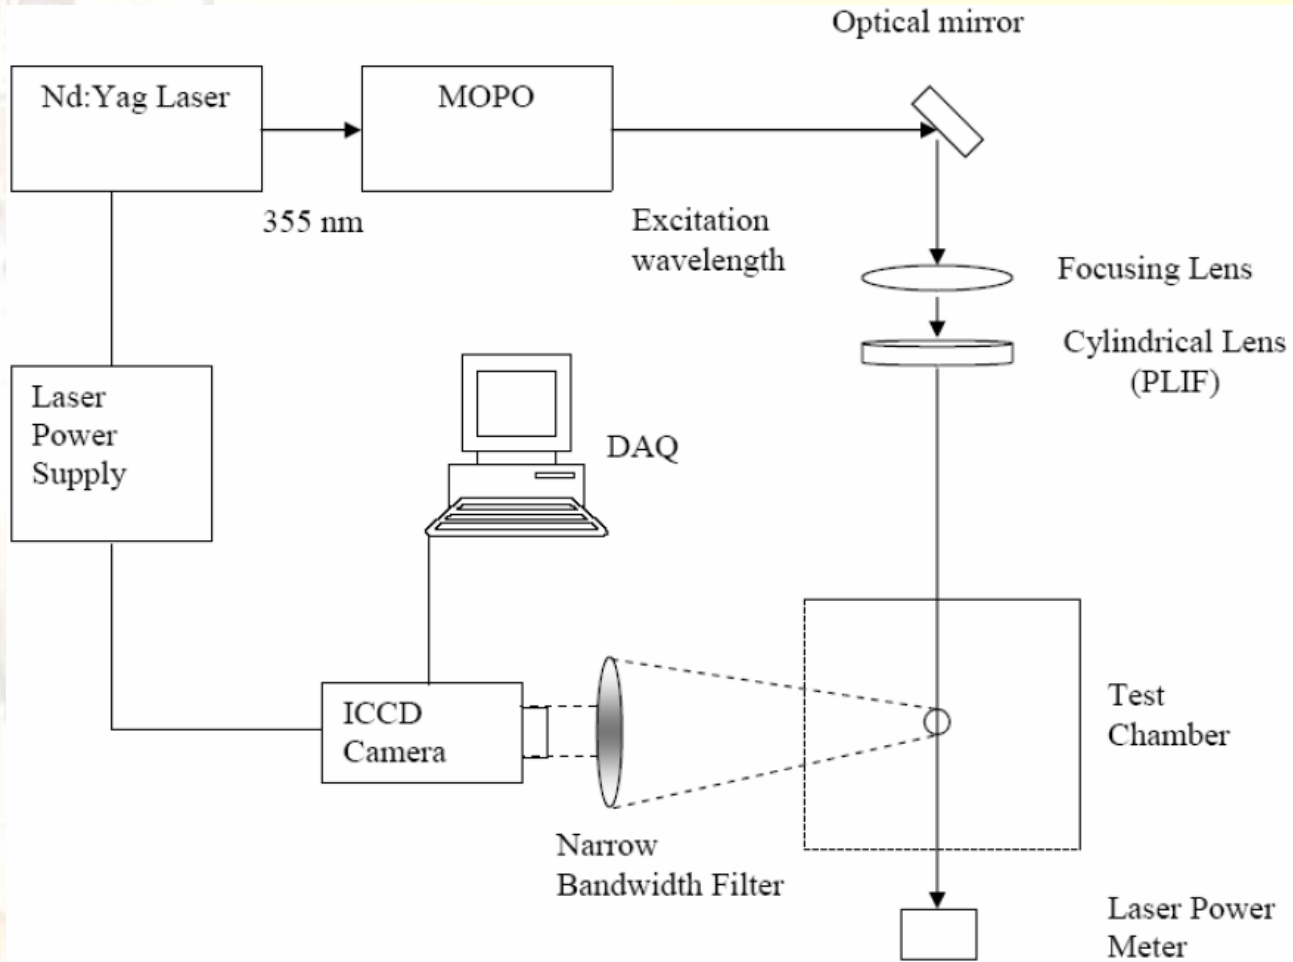 Optical mirror
Nd:Yag Laser
MOPO
355 nm
Excitation
wavelength
Focusing Lens
Cylindrical Lens
(PLIF)
Laser
Power
Supply
DAQ
ICCD
Camera
Test
Chamber
Narrow
Bandwidth Filter
Laser Power
Meter